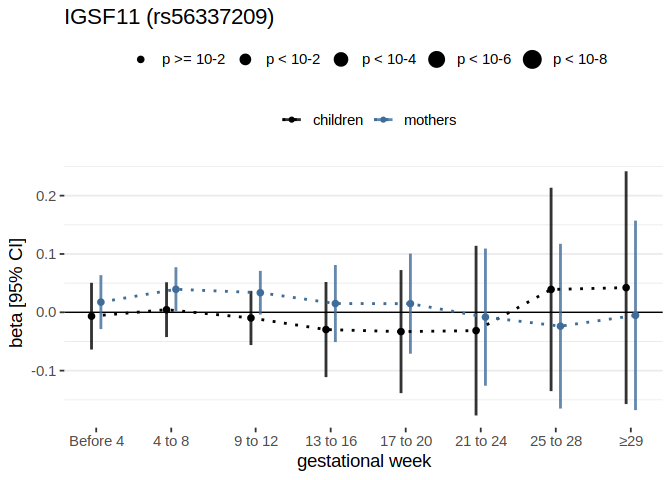 IGSF11 (rs56337209)
p >= 10-2 p < 10-2 p < 10-4 p < 10-6 p < 10-8
children mothers
beta [95% CI]
0.2
0.1
0.0
-0.1
Before 4 4 to 8 9 to 12 13 to 16 17 to 20 21 to 24 25 to 28 ≥29
gestational week